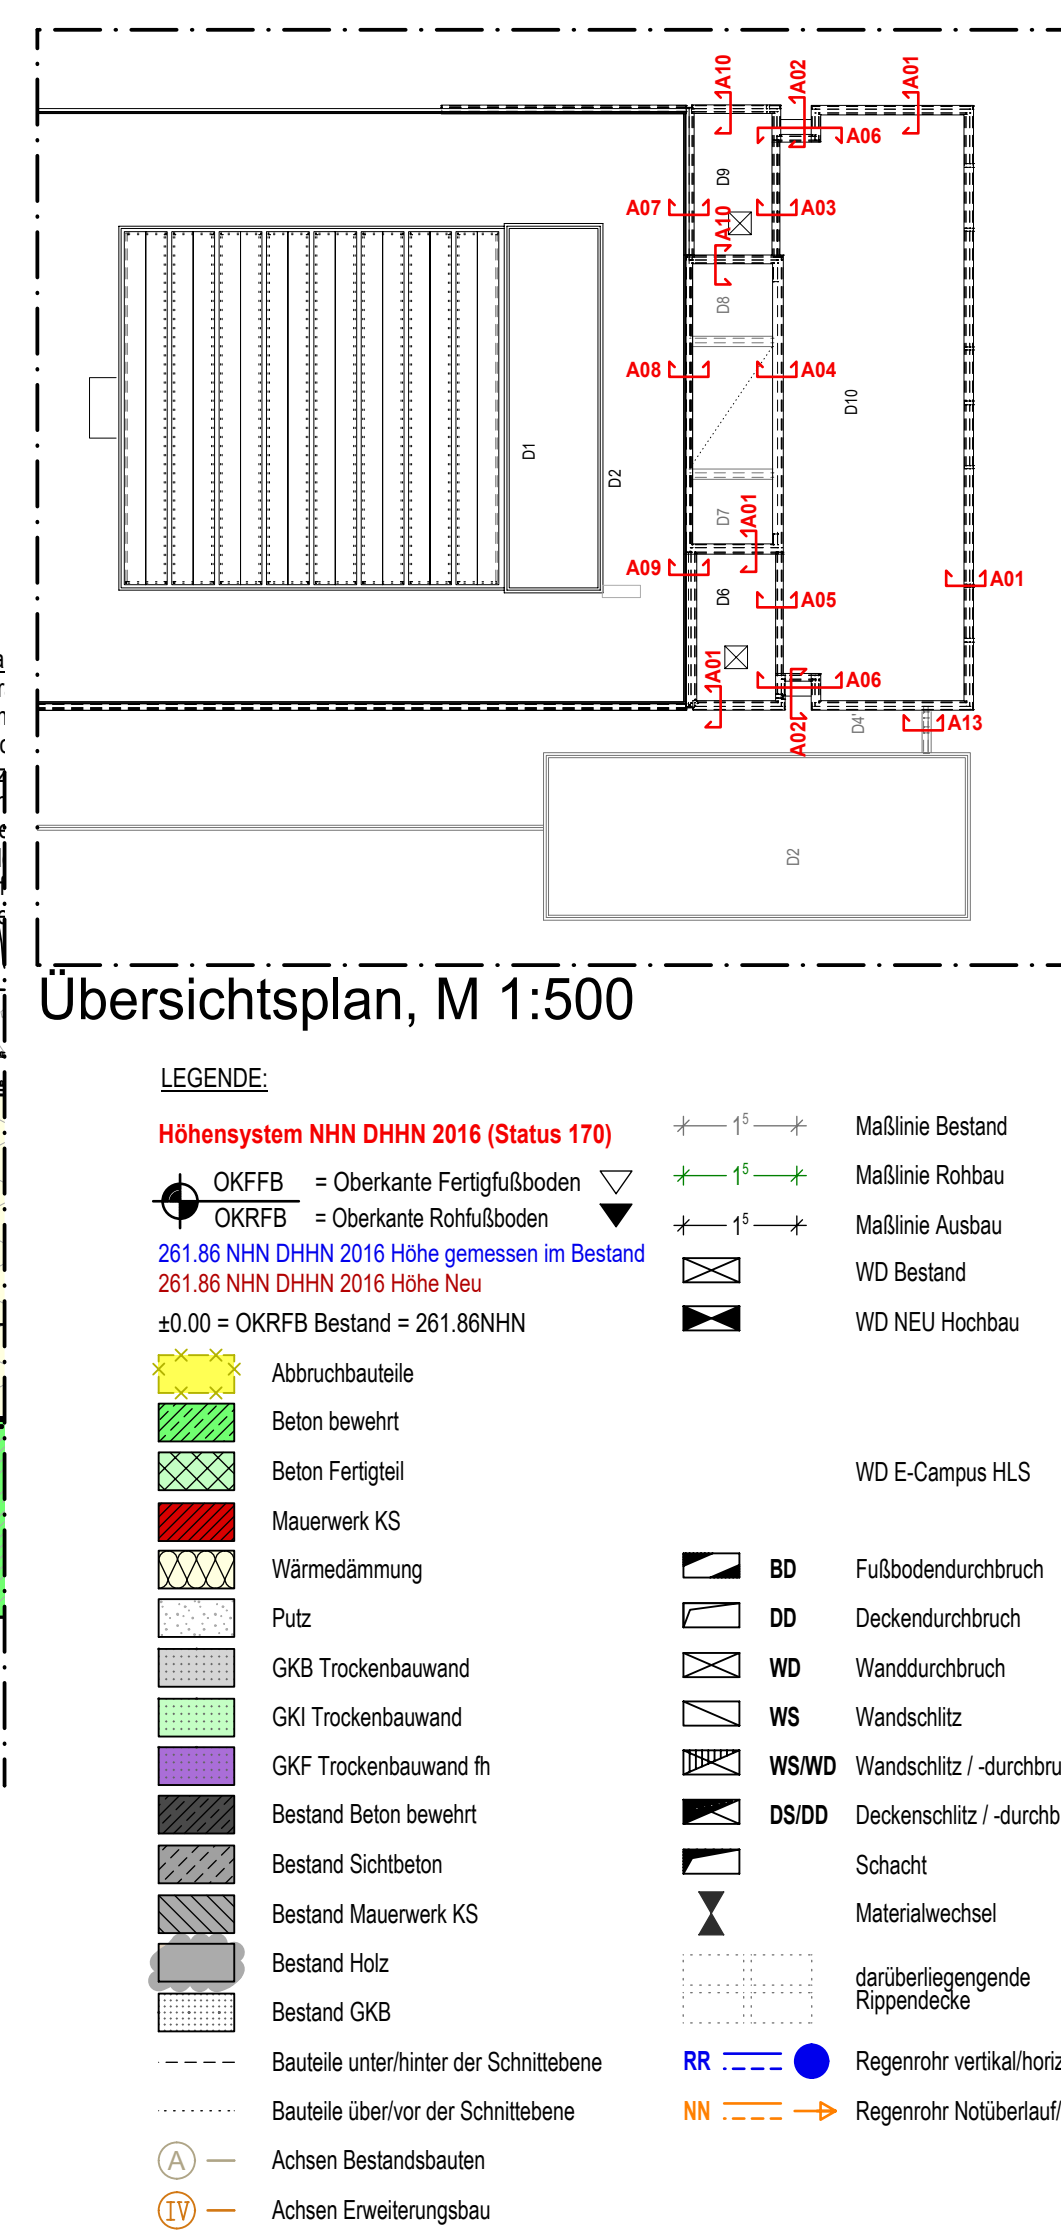 A10
A02
A01
A06
D9
A07
A03
A10
D8
A08
A04
D10
D1
D2
D7
A01
A09
D6
A05
A01
A01
A06
A02
D4'
A13
D2
Übersichtsplan, M 1:500
LEGENDE:
Höhensystem NHN DHHN 2016 (Status 170)
OKFFB = Oberkante Fertigfußboden
OKRFB = Oberkante Rohfußboden
261.86 NHN DHHN 2016 Höhe gemessen im Bestand
261.86 NHN DHHN 2016 Höhe Neu
±0.00 = OKRFB Bestand = 261.86NHN
Abbruchbauteile
Beton bewehrt
Beton Fertigteil
Mauerwerk KS
Wärmedämmung
Putz
GKB Trockenbauwand
GKI Trockenbauwand
GKF Trockenbauwand fh
Bestand Beton bewehrt
Bestand Sichtbeton
Bestand Mauerwerk KS
Bestand Holz
Bestand GKB
Bauteile unter/hinter der Schnittebene
Bauteile über/vor der Schnittebene
A Achsen Bestandsbauten
IV Achsen Erweiterungsbau
1⁵ Maßlinie Bestand
1⁵ Maßlinie Rohbau
1⁵ Maßlinie Ausbau
WD Bestand
WD NEU Hochbau
WD E-Campus HLS
BD Fußbodendurchbruch
DD Deckendurchbruch
WD Wanddurchbruch
WS Wandschlitz
WS/WD Wandschlitz / -durchbru
DS/DD Deckenschlitz / -durchb
Schacht
Materialwechsel
darüberliegengende
Rippendecke
RR Regenrohr vertikal/horiz
NN Regenrohr Notüberlauf/